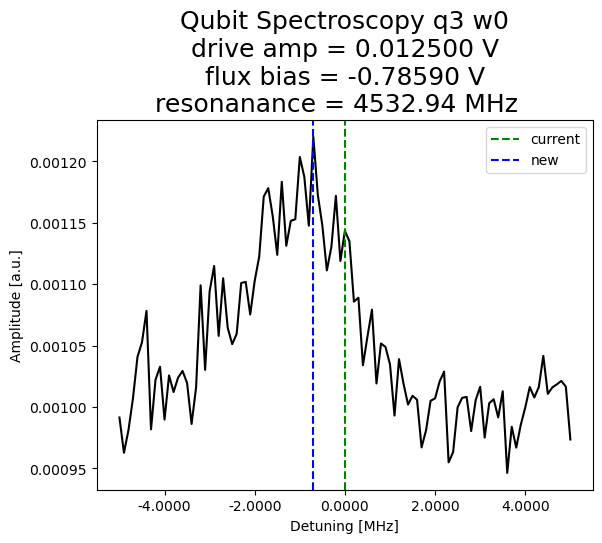 Qubit Spectroscopy q3 w0
drive amp = 0.012500 V
flux bias = -0.78590 V
resonanance = 4532.94 MHz
current
new
0.00120
0.00115
0.00110
0.00105
0.00100
0.00095
Amplitude [a.u.]
-4.0000 -2.0000 0.0000 2.0000 4.0000
Detuning [MHz]